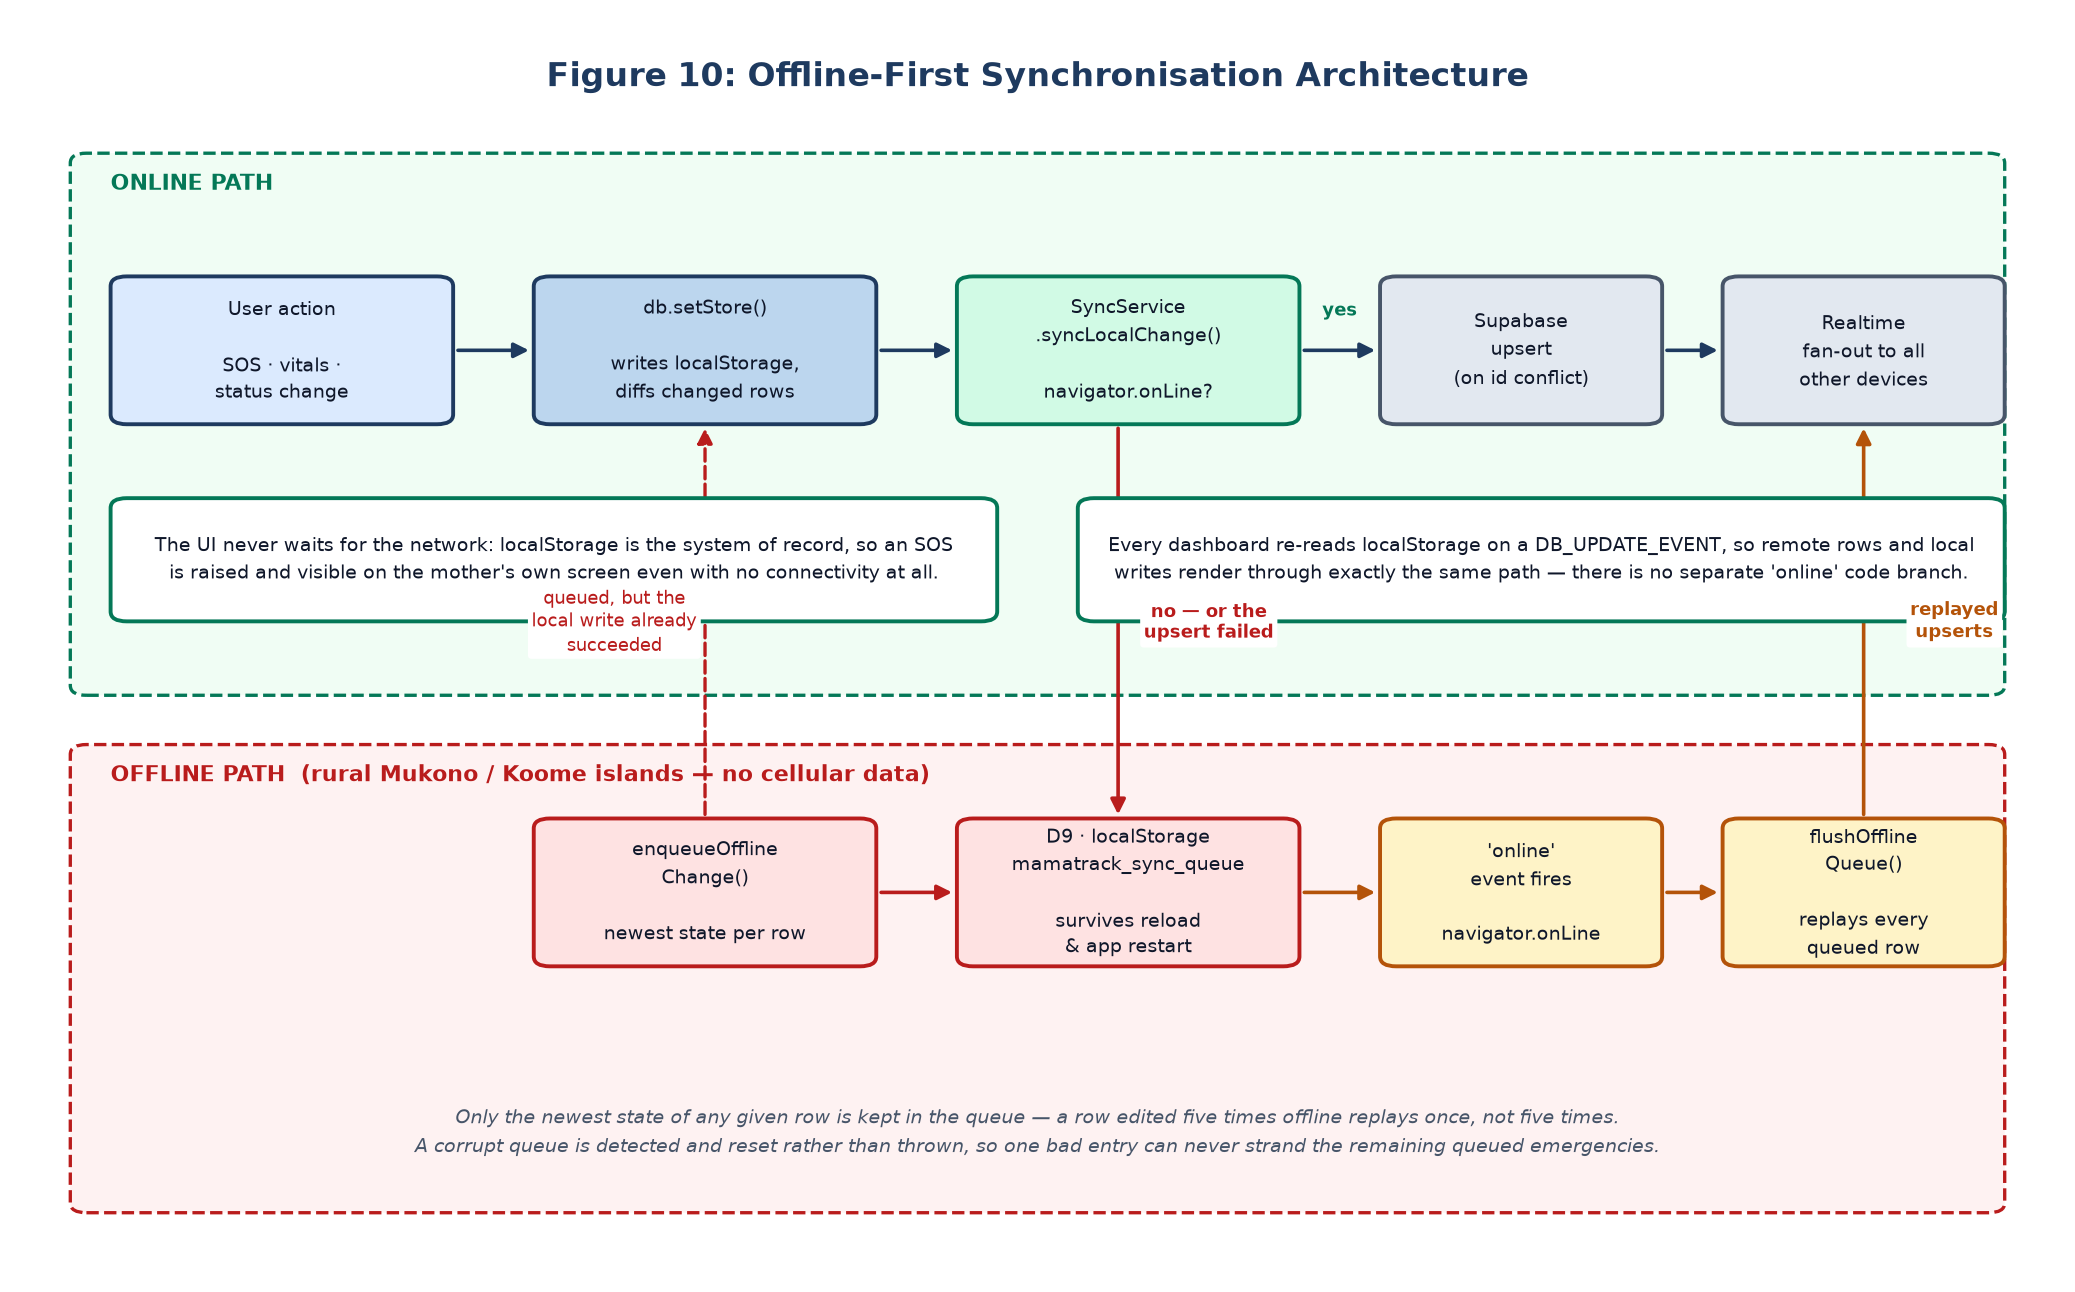 Figure 10: Offline-First Synchronisation Architecture
ONLINE PATH
User action
SOS · vitals ·
status change
db.setStore()
writes localStorage,
diffs changed rows
SyncService
.syncLocalChange()
navigator.onLine?
yes
Supabase
upsert
(on id conflict)
Realtime
fan-out to all
other devices
The UI never waits for the network: localStorage is the system of record, so an SOS
is raised and visible on the mother's own screen even with no connectivity at all.
Every dashboard re-reads localStorage on a DB_UPDATE_EVENT, so remote rows and local
writes render through exactly the same path — there is no separate 'online' code branch.
queued, but the
local write already
succeeded
no — or the
upsert failed
replayed
upserts
OFFLINE PATH (rural Mukono / Koome islands — no cellular data)
enqueueOffline
Change()
newest state per row
D9 · localStorage
mamatrack_sync_queue
survives reload
& app restart
'online'
event fires
navigator.onLine
flushOffline
Queue()
replays every
queued row
Only the newest state of any given row is kept in the queue — a row edited five times offline replays once, not five times.
A corrupt queue is detected and reset rather than thrown, so one bad entry can never strand the remaining queued emergencies.